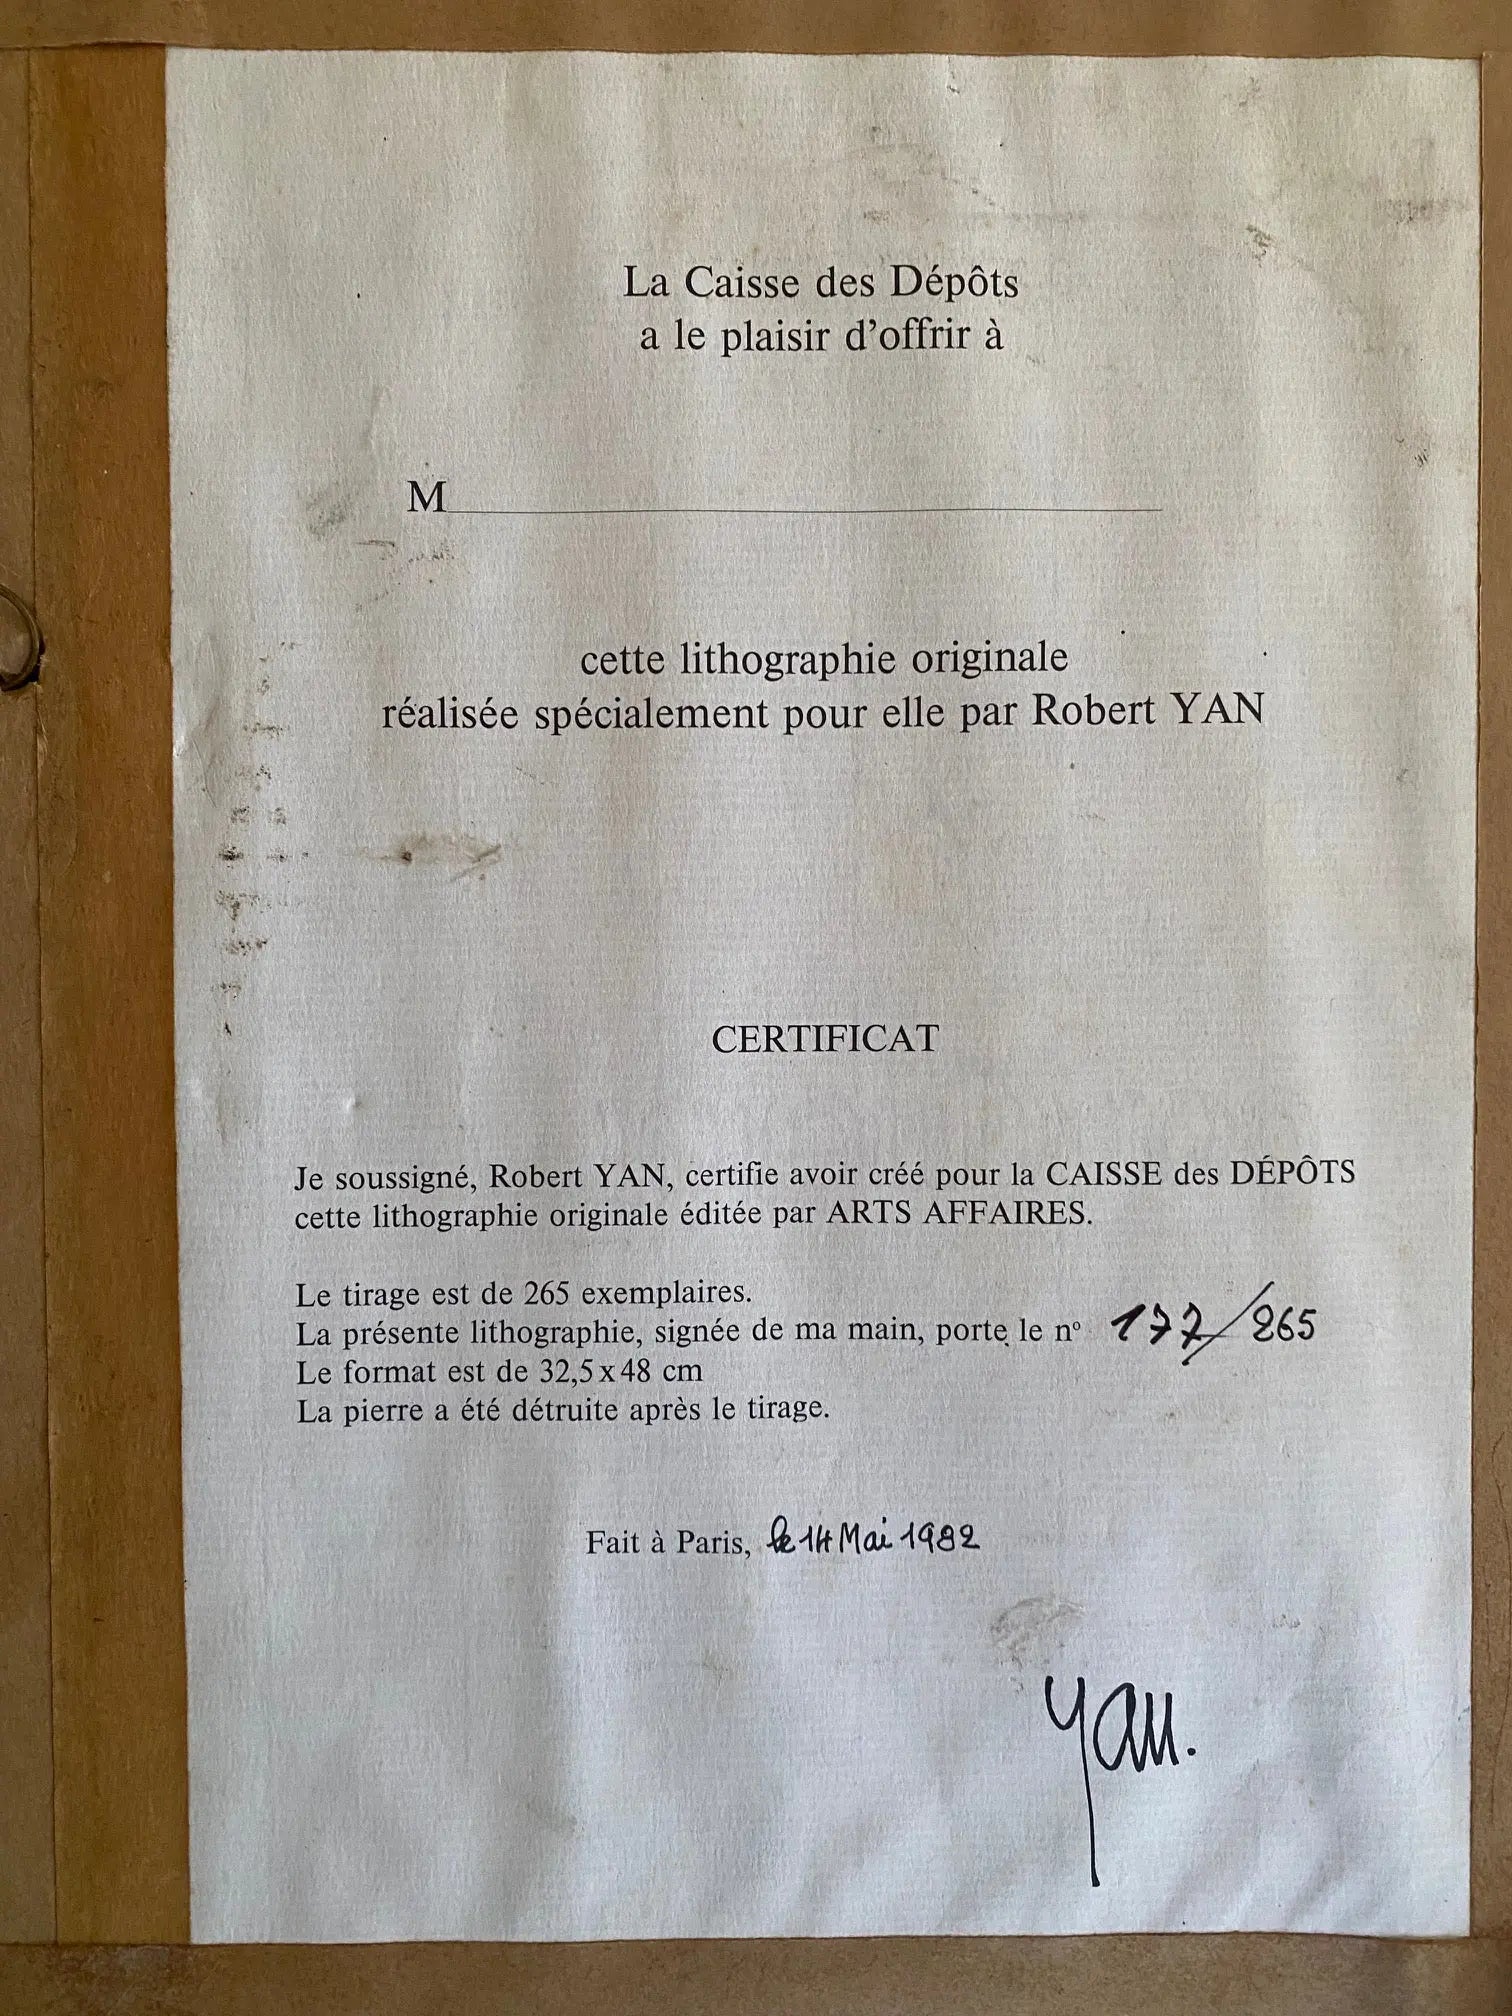 La Caisse des Dépôts
a le plaisir d'offrir à
M
cette lithographie originale
réalisée spécialement pour elle par Robert YAN
CERTIFICAT
Je soussigné, Robert YAN, certifie avoir créé pour la CAISSE des DÉPÔTS
cette lithographie originale éditée par ARTS AFFAIRES.
Le tirage est de 265 exemplaires.
La présente lithographie, signée de ma main, porte le nº 177/265
Le format est de 32,5 x 48 cm
La pierre a été détruite après le tirage.
Fait à Paris, le 14 Mai 1982
Yan.